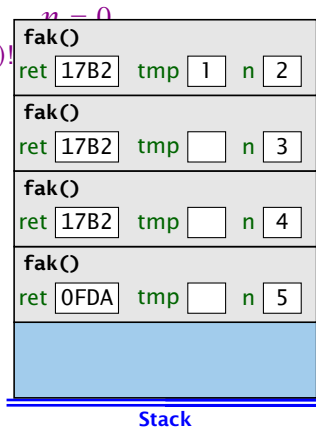 n = 0
)!
fak()
ret 17B2 tmp 1 n 2
fak()
ret 17B2 tmp n 3
fak()
ret 17B2 tmp n 4
fak()
ret 0FDA tmp n 5
Stack